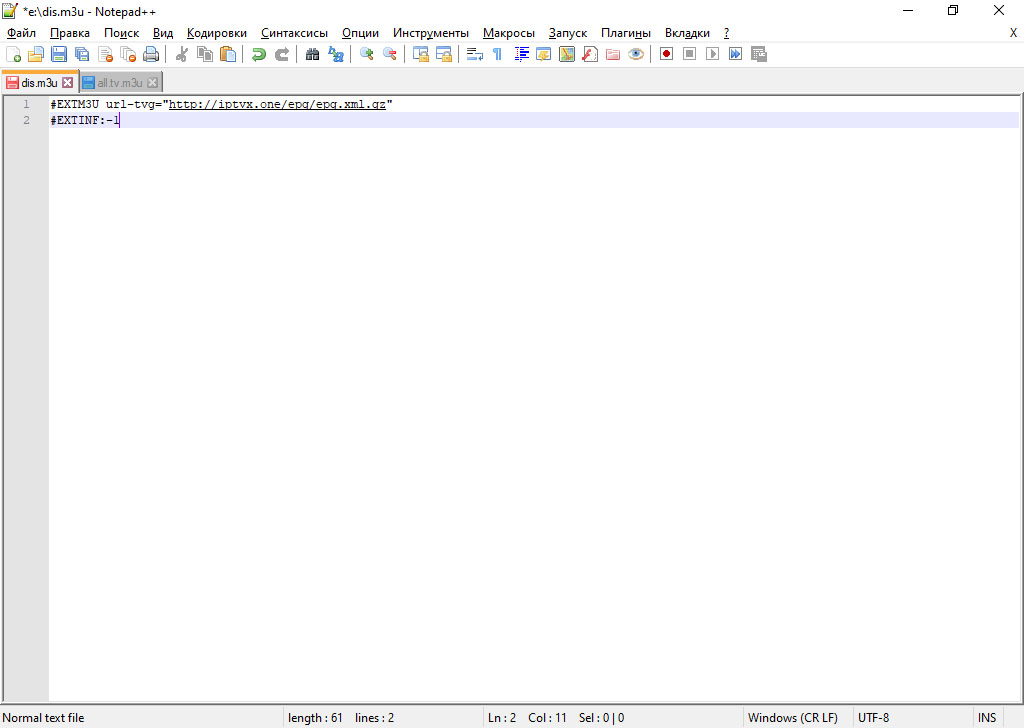 *e:\dis.m3u - Notepad++
Файл Правка Поиск Вид Кодировки Синтаксисы Опции Инструменты Макросы Запуск Плагины Вкладки ? X
dis.m3u all.tv.m3u
1 #EXTM3U url-tvg="http://iptvx.one/epg/epg.xml.gz"
2 #EXTINF:-1
Normal text file length : 61 lines : 2 Ln : 2 Col : 11 Sel : 0 | 0 Windows (CR LF) UTF-8 INS